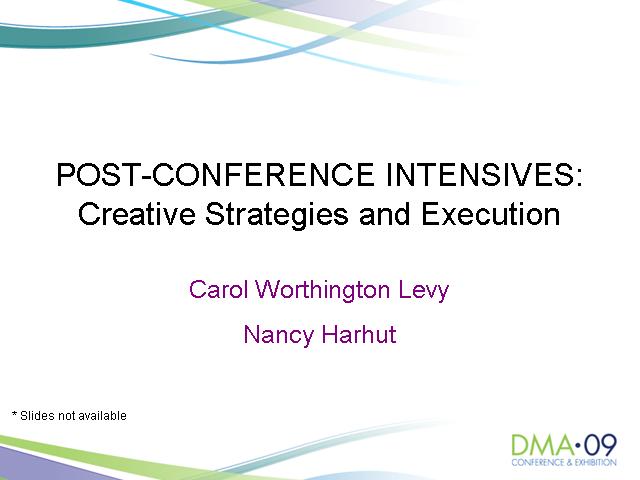 POST-CONFERENCE INTENSIVES:
Creative Strategies and Execution
Carol Worthington Levy
Nancy Harhut
* Slides not available
DMA•09
CONFERENCE & EXHIBITION